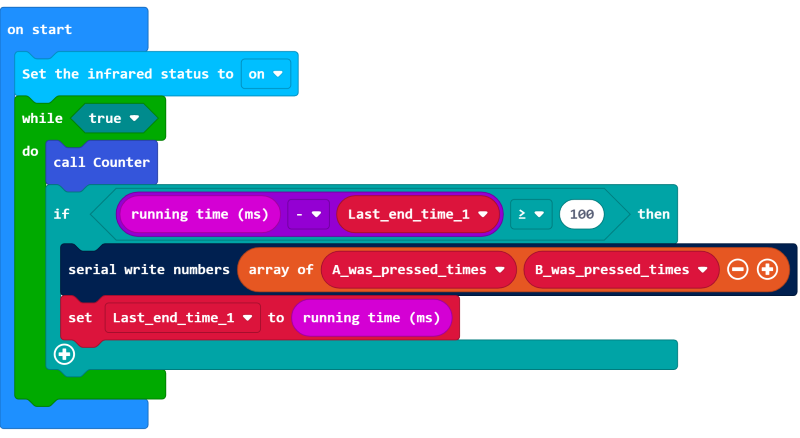 on start
Set the infrared status to on
while true
do
call Counter
if running time (ms) - Last_end_time_1 ≥ 100 then
serial write numbers array of A_was_pressed_times B_was_pressed_times
set Last_end_time_1 to running time (ms)